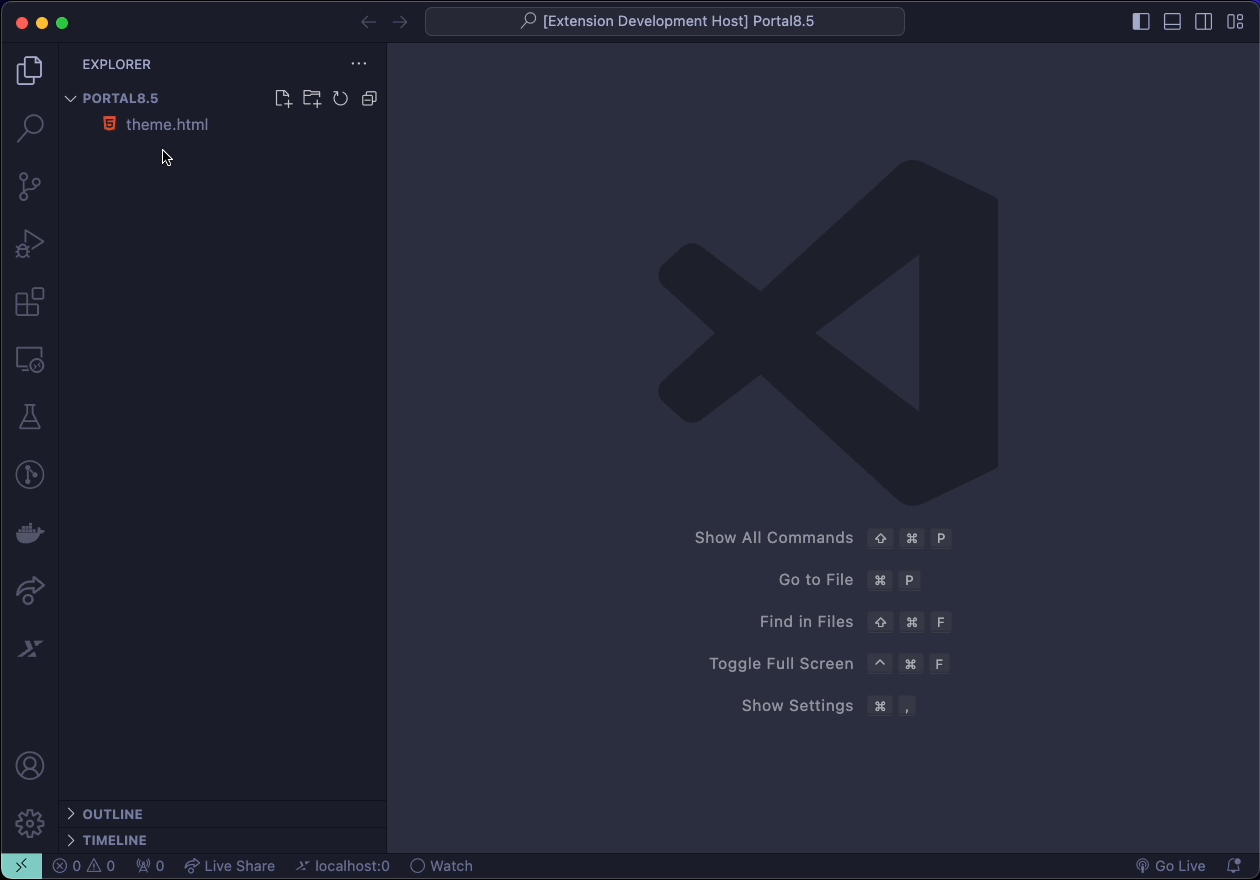 [Extension Development Host] Portal8.5
EXPLORER
PORTAL8.5
theme.html
Show All Commands ⇧ ⌘ P
Go to File ⌘ P
Find in Files ⇧ ⌘ F
Toggle Full Screen ^ ⌘ F
Show Settings ⌘ ,
OUTLINE
TIMELINE
0 0 0 Live Share localhost:0 Watch Go Live